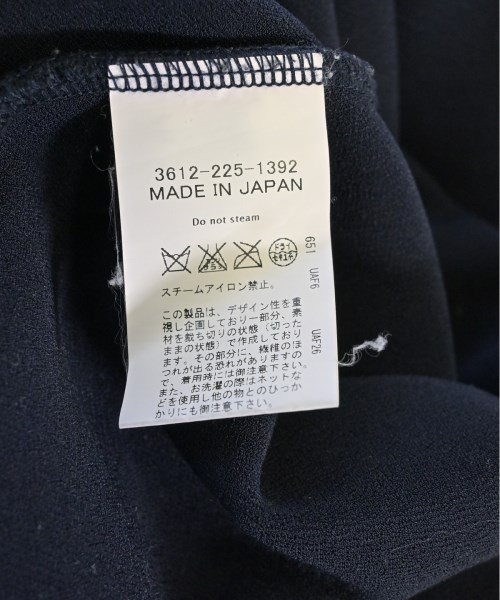 3612-225-1392
MADE IN JAPAN
Do not steam
ドライ
セキユ系
スチームアイロン禁止。
この製品は、デザイン性を重
視し企画しており一部分、素
材を裁ち切りの状態（切った
ままの状態）で作成しており
ます。その部分に、繊維のほ
つれが出る恐れがありますの
で、着用時には御注意下さい。
また、お洗濯の際はネットな
どを使用し他の物とのひっか
かりにも御注意下さい。
651 UAF6 UAF26